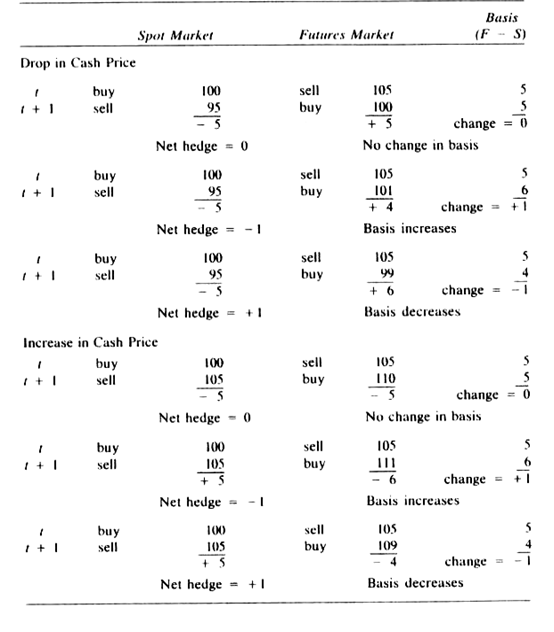 Basis
Spot Market Futures Market (F - S)
Drop in Cash Price
t buy 100 sell 105 5
t + 1 sell 95 buy 100 5
- 5 + 5 change = 0
Net hedge = 0 No change in basis
t buy 100 sell 105 5
t + 1 sell 95 buy 101 6
- 5 + 4 change = + 1
Net hedge = - 1 Basis increases
t buy 100 sell 105 5
t + 1 sell 95 buy 99 4
- 5 + 6 change = - 1
Net hedge = + 1 Basis decreases
Increase in Cash Price
t buy 100 sell 105 5
t + 1 sell 105 buy 110 5
- 5 - 5 change = 0
Net hedge = 0 No change in basis
t buy 100 sell 105 5
t + 1 sell 105 buy 111 6
+ 5 - 6 change = + 1
Net hedge = - 1 Basis increases
t buy 100 sell 105 5
t + 1 sell 105 buy 109 4
+ 5 - 4 change = - 1
Net hedge = + 1 Basis decreases